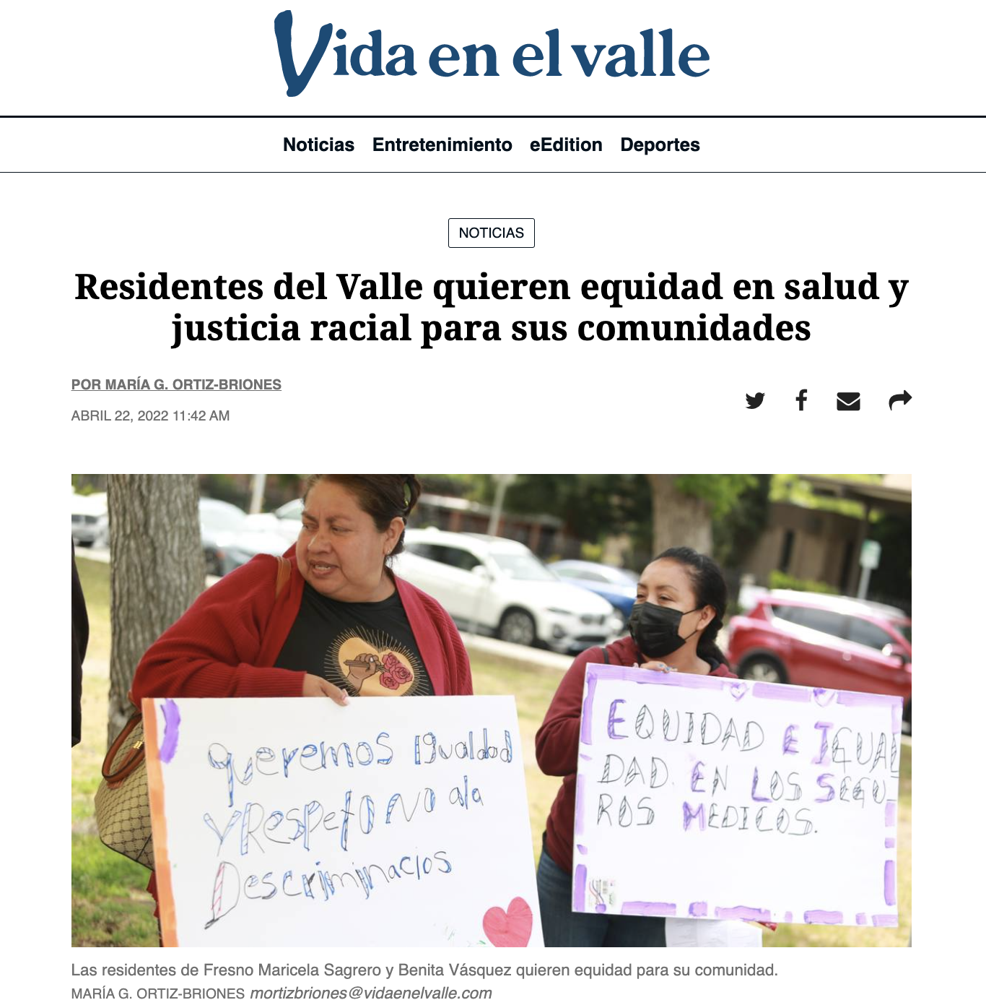 Vida en el valle
Noticias Entretenimiento eEdition Deportes
NOTICIAS
Residentes del Valle quieren equidad en salud y
justicia racial para sus comunidades
POR MARÍA G. ORTIZ-BRIONES
ABRIL 22, 2022 11:42 AM
queremos Igualdad
y Respeto NO a la
Discriminacios
EQUIDAD E IGUAL
DAD. EN LOS SEGU-
ROS MEDICOS.
Las residentes de Fresno Maricela Sagrero y Benita Vásquez quieren equidad para su comunidad.
MARÍA G. ORTIZ-BRIONES mortizbriones@vidaenelvalle.com